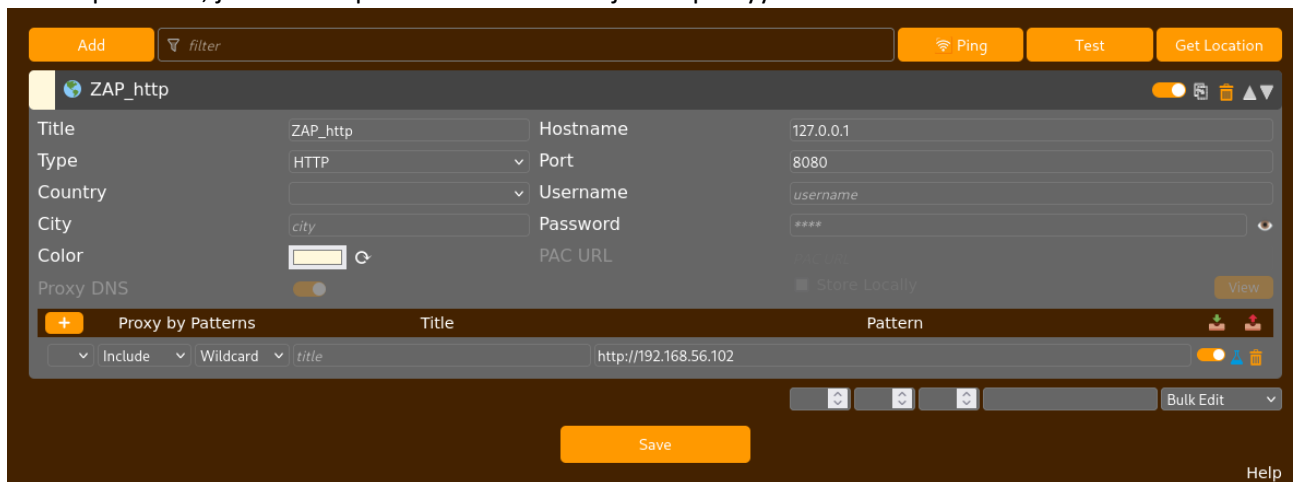 Add filter Ping Test Get Location
ZAP_http
Title ZAP_http Hostname 127.0.0.1
Type HTTP Port 8080
Country Username username
City city Password ****
Color PAC URL
Proxy DNS Store Locally View
+ Proxy by Patterns Title Pattern
Include Wildcard title http://192.168.56.102
Bulk Edit
Save
Help